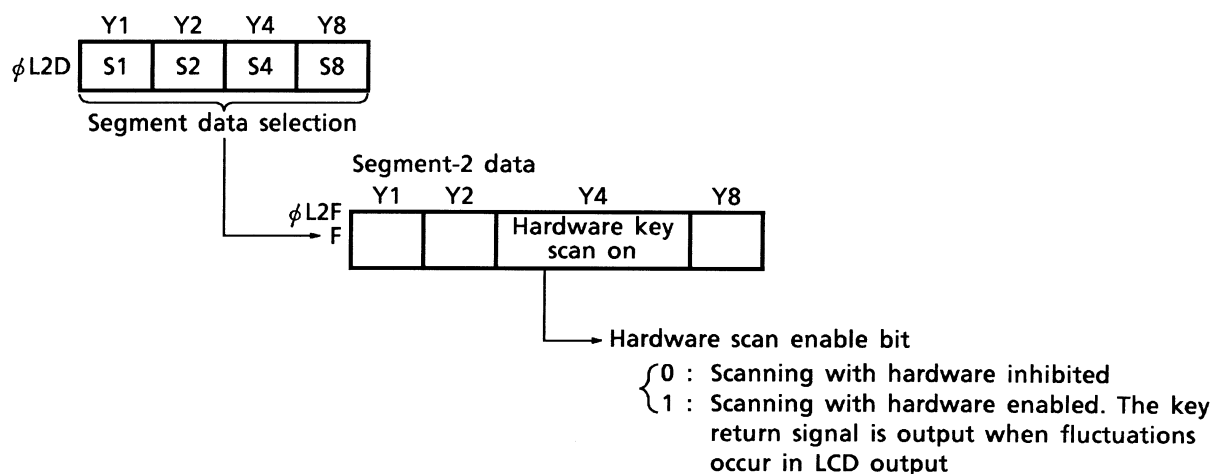 Y1 Y2 Y4 Y8
ϕL2D S1 S2 S4 S8
Segment data selection
Segment-2 data
Y1 Y2 Y4 Y8
ϕL2F
F Hardware key
scan on
Hardware scan enable bit
0 : Scanning with hardware inhibited
1 : Scanning with hardware enabled. The key
return signal is output when fluctuations
occur in LCD output